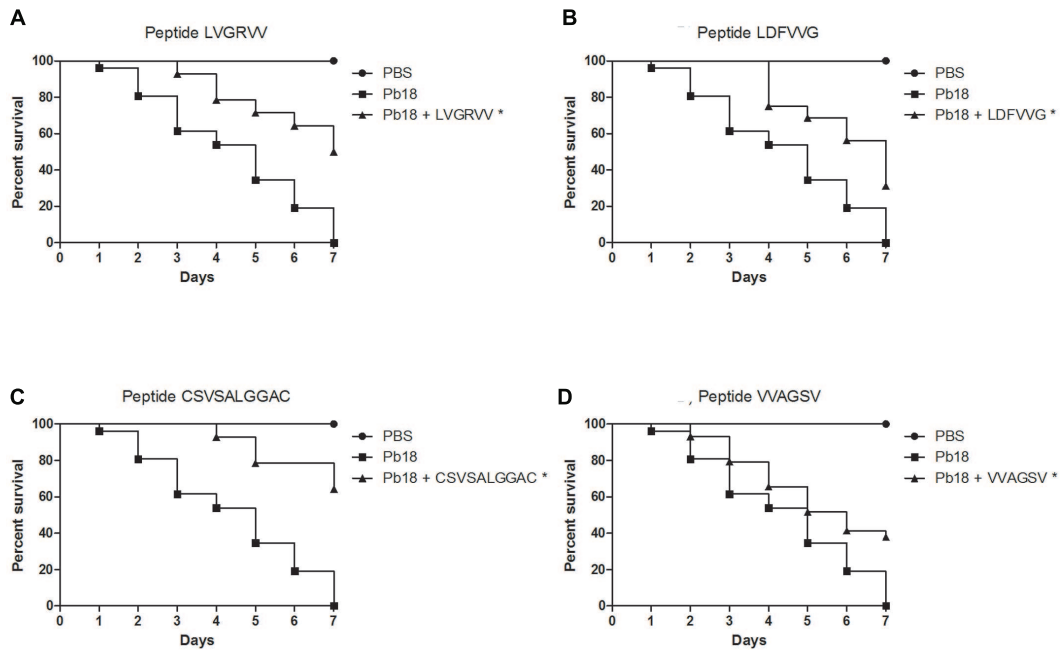 A
Peptide LVGRVV
Percent survival
100
80
60
40
20
0
0 1 2 3 4 5 6 7
Days
PBS
Pb18
Pb18 + LVGRVV *
B
Peptide LDFVVG
Percent survival
100
80
60
40
20
0
0 1 2 3 4 5 6 7
Days
PBS
Pb18
Pb18 + LDFVVG *
C
Peptide CSVSALGGAC
Percent survival
100
80
60
40
20
0
0 1 2 3 4 5 6 7
Days
PBS
Pb18
Pb18 + CSVSALGGAC *
D
Peptide VVAGSV
Percent survival
100
80
60
40
20
0
0 1 2 3 4 5 6 7
Days
PBS
Pb18
Pb18 + VVAGSV *